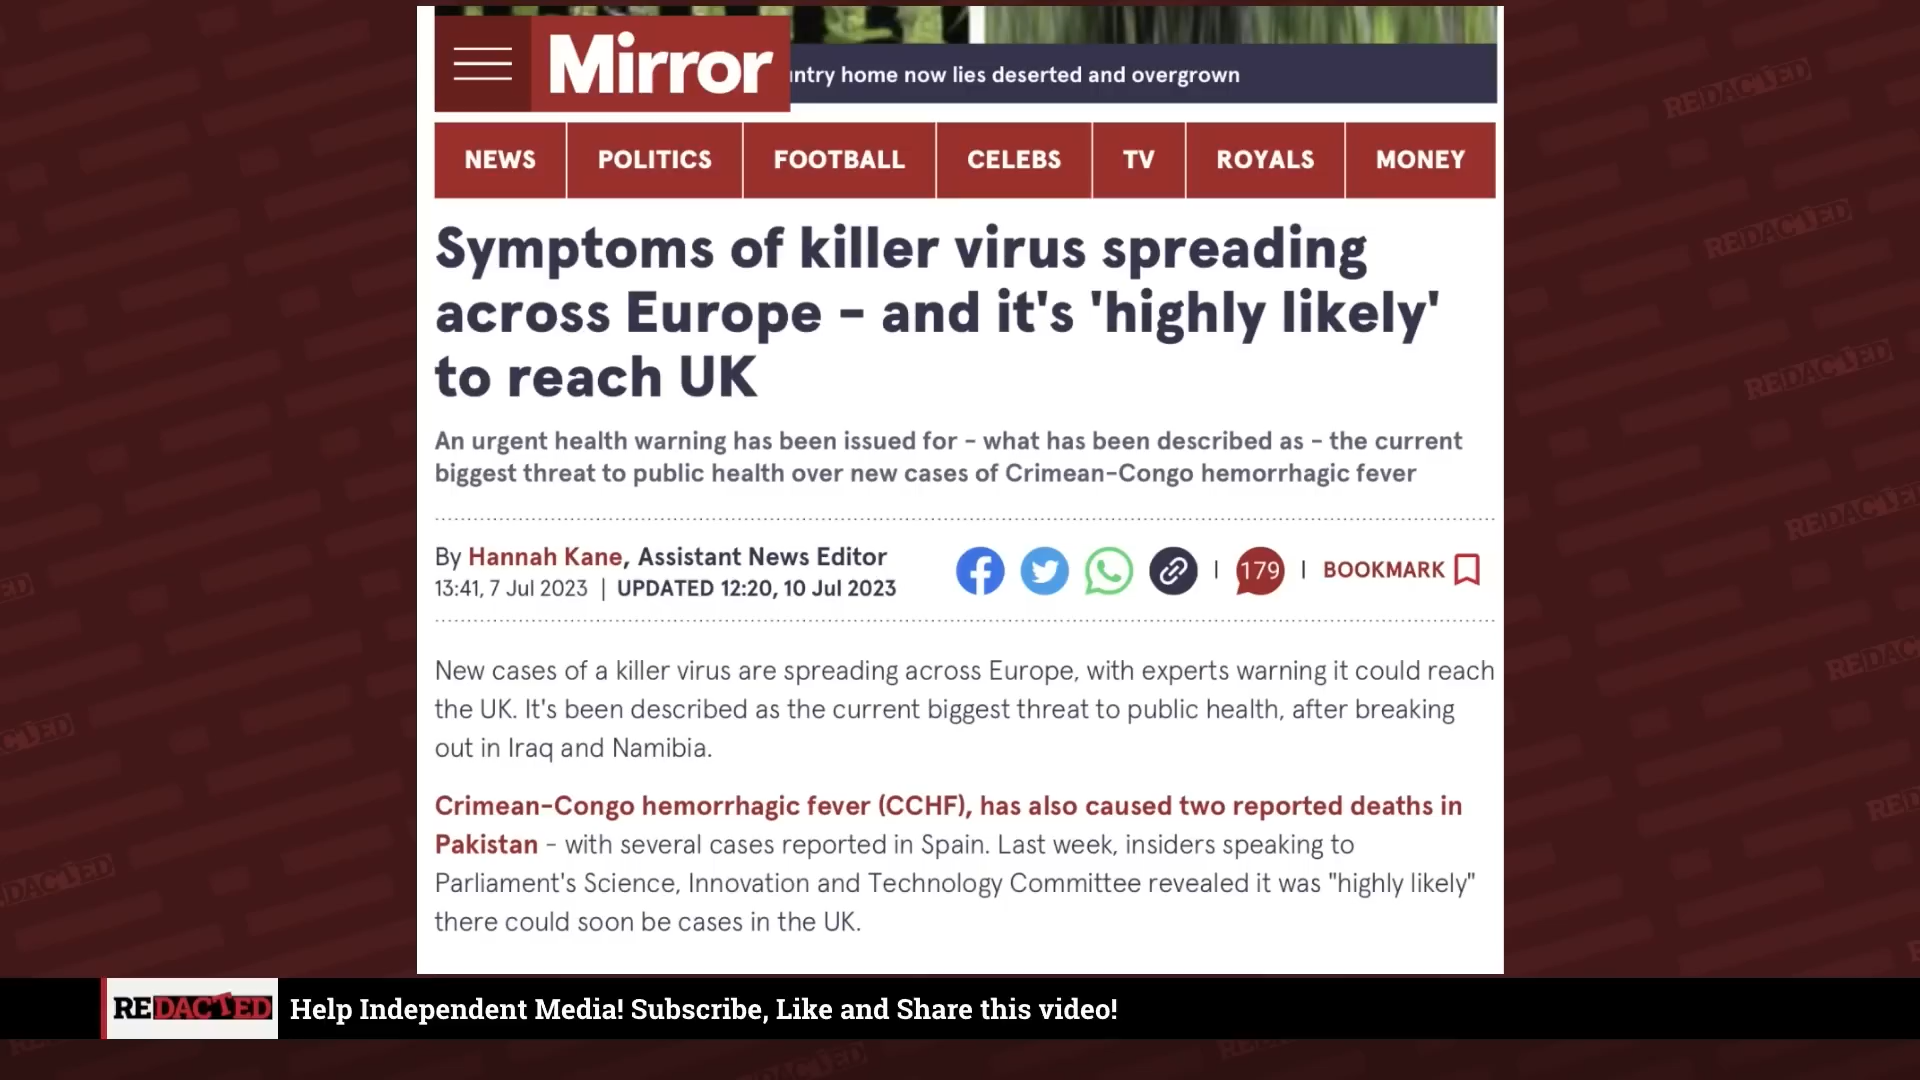 Mirror
ntry home now lies deserted and overgrown
NEWS POLITICS FOOTBALL CELEBS TV ROYALS MONEY
Symptoms of killer virus spreading
across Europe - and it's 'highly likely'
to reach UK
An urgent health warning has been issued for - what has been described as - the current
biggest threat to public health over new cases of Crimean-Congo hemorrhagic fever
By Hannah Kane, Assistant News Editor
13:41, 7 Jul 2023 | UPDATED 12:20, 10 Jul 2023
179 | BOOKMARK
New cases of a killer virus are spreading across Europe, with experts warning it could reach
the UK. It's been described as the current biggest threat to public health, after breaking
out in Iraq and Namibia.
Crimean-Congo hemorrhagic fever (CCHF), has also caused two reported deaths in
Pakistan - with several cases reported in Spain. Last week, insiders speaking to
Parliament's Science, Innovation and Technology Committee revealed it was "highly likely"
there could soon be cases in the UK.
REDACTED Help Independent Media! Subscribe, Like and Share this video!
REDACTED
REDACTED
REDACTED
REDACTED